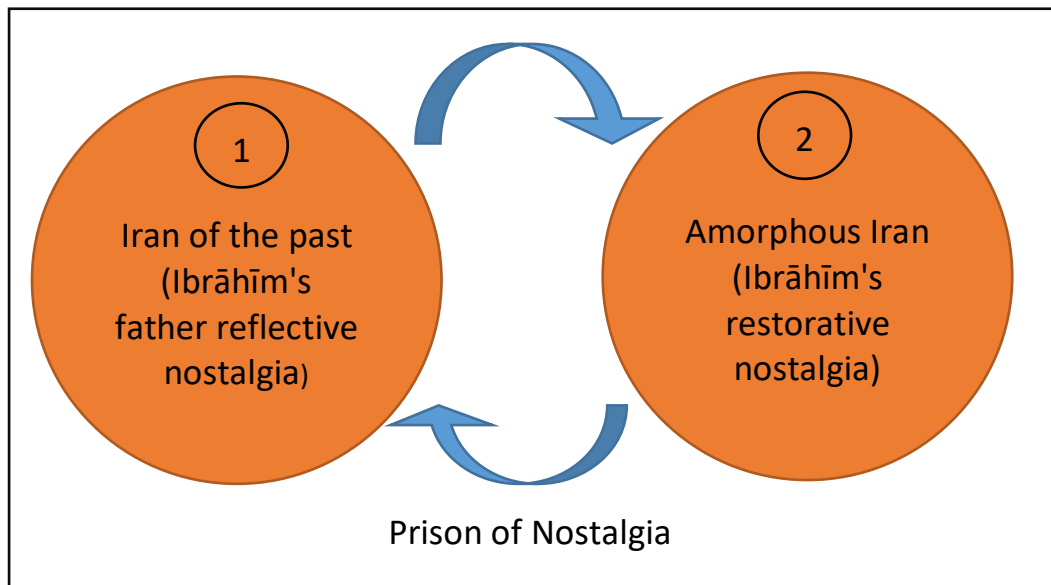 1
Iran of the past
(Ibrāhīm's
father reflective
nostalgia)
2
Amorphous Iran
(Ibrāhīm's
restorative
nostalgia)
Prison of Nostalgia